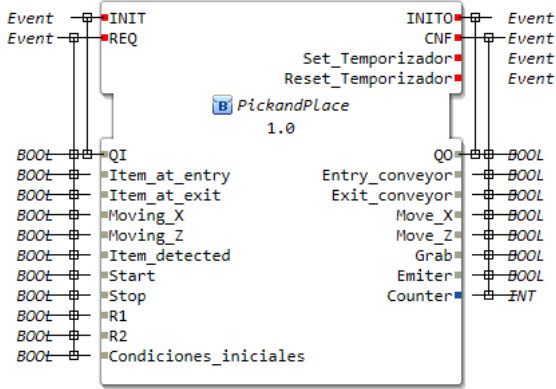 Event INIT INITO Event
Event REQ CNF Event
Set_Temporizador Event
Reset_Temporizador Event
B PickandPlace
1.0
BOOL QI QO BOOL
BOOL Item_at_entry Entry_conveyor BOOL
BOOL Item_at_exit Exit_conveyor BOOL
BOOL Moving_X Move_X BOOL
BOOL Moving_Z Move_Z BOOL
BOOL Item_detected Grab BOOL
BOOL Start Emiter BOOL
BOOL Stop Counter INT
BOOL R1
BOOL R2
BOOL Condiciones_iniciales